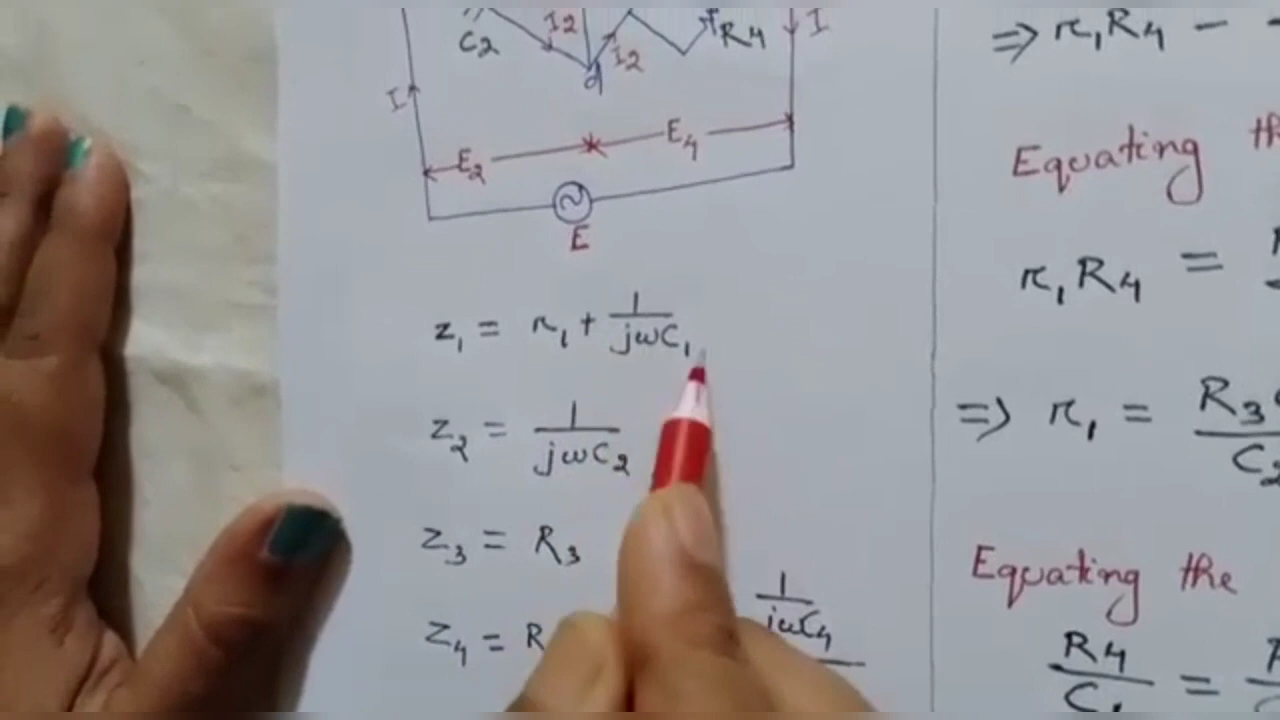 I2
C2
R4
I
I2
d
I
E2
E4
E
z1 = r1 + 1/jωC1
z2 = 1/jωC2
z3 = R3
z4 = R
1/jωC4
⇒ r1R4 -
Equating
r1R4 =
⇒ r1 = R3 / C2
Equating the
R4/C1 =